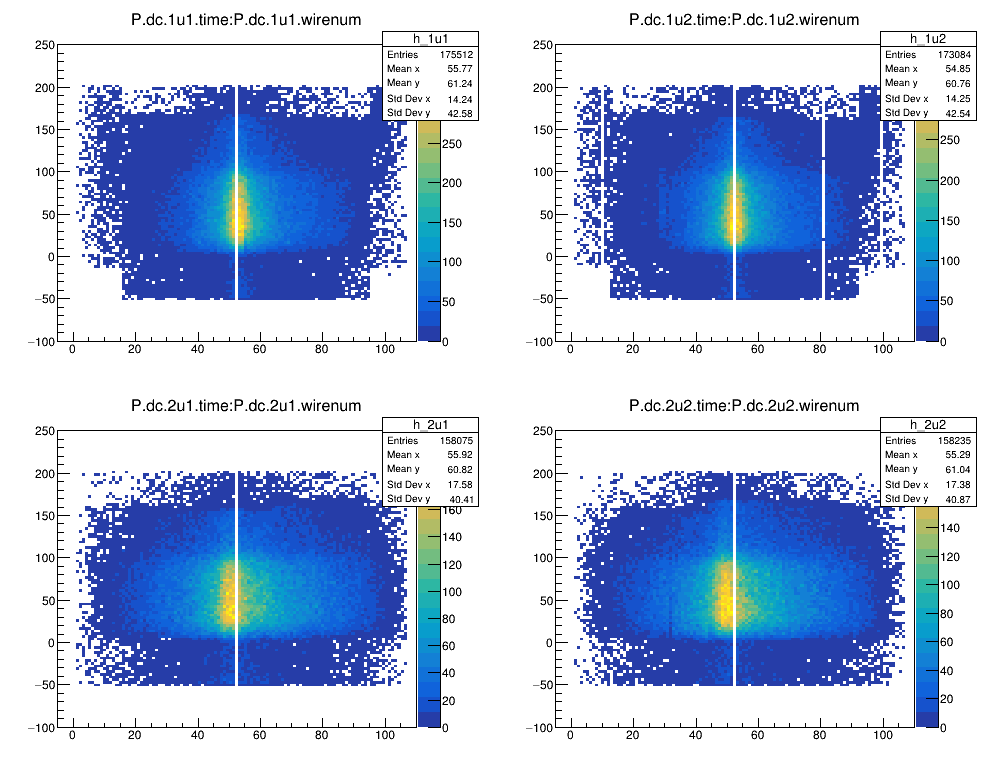 P.dc.1u1.time:P.dc.1u1.wirenum
h_1u1
Entries 175512
Mean x 55.77
Mean y 61.24
Std Dev x 14.24
Std Dev y 42.58
250
200
150
100
50
0
−50
−100
0 20 40 60 80 100
250
200
150
100
50
0
P.dc.1u2.time:P.dc.1u2.wirenum
h_1u2
Entries 173084
Mean x 54.85
Mean y 60.76
Std Dev x 14.25
Std Dev y 42.54
250
200
150
100
50
0
−50
−100
0 20 40 60 80 100
250
200
150
100
50
0
P.dc.2u1.time:P.dc.2u1.wirenum
h_2u1
Entries 158075
Mean x 55.92
Mean y 60.82
Std Dev x 17.58
Std Dev y 40.41
250
200
150
100
50
0
−50
−100
0 20 40 60 80 100
160
140
120
100
80
60
40
20
0
P.dc.2u2.time:P.dc.2u2.wirenum
h_2u2
Entries 158235
Mean x 55.29
Mean y 61.04
Std Dev x 17.38
Std Dev y 40.87
250
200
150
100
50
0
−50
−100
0 20 40 60 80 100
140
120
100
80
60
40
20
0